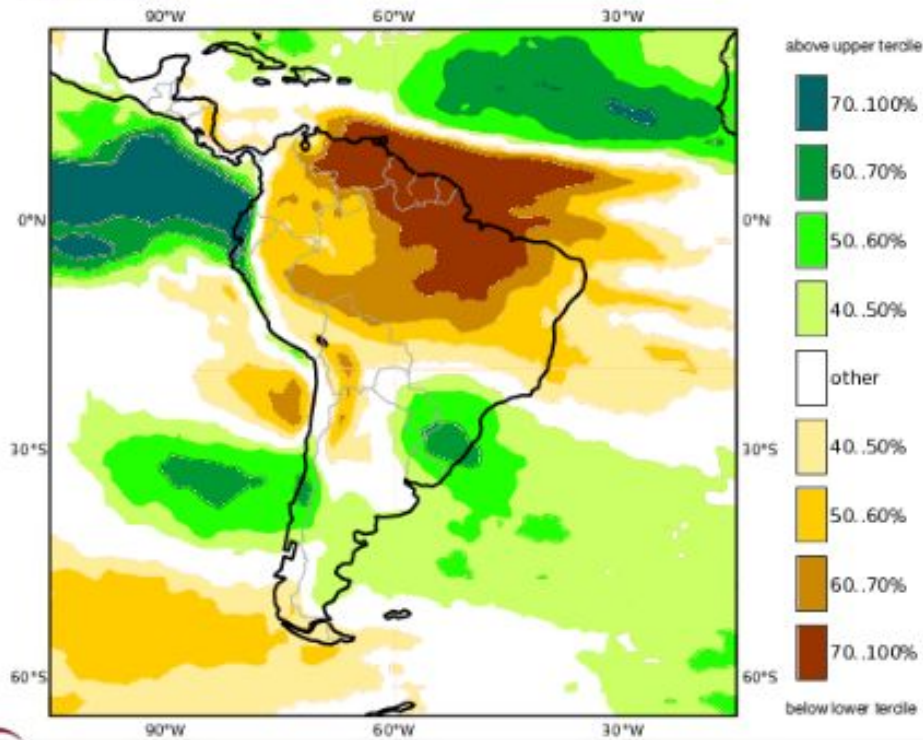 90°W 60°W 30°W
above upper tercile
70..100%
60..70%
50..60%
40..50%
other
40..50%
50..60%
60..70%
70..100%
below lower tercile
0°N 0°N
30°S 30°S
60°S 60°S
90°W 60°W 30°W